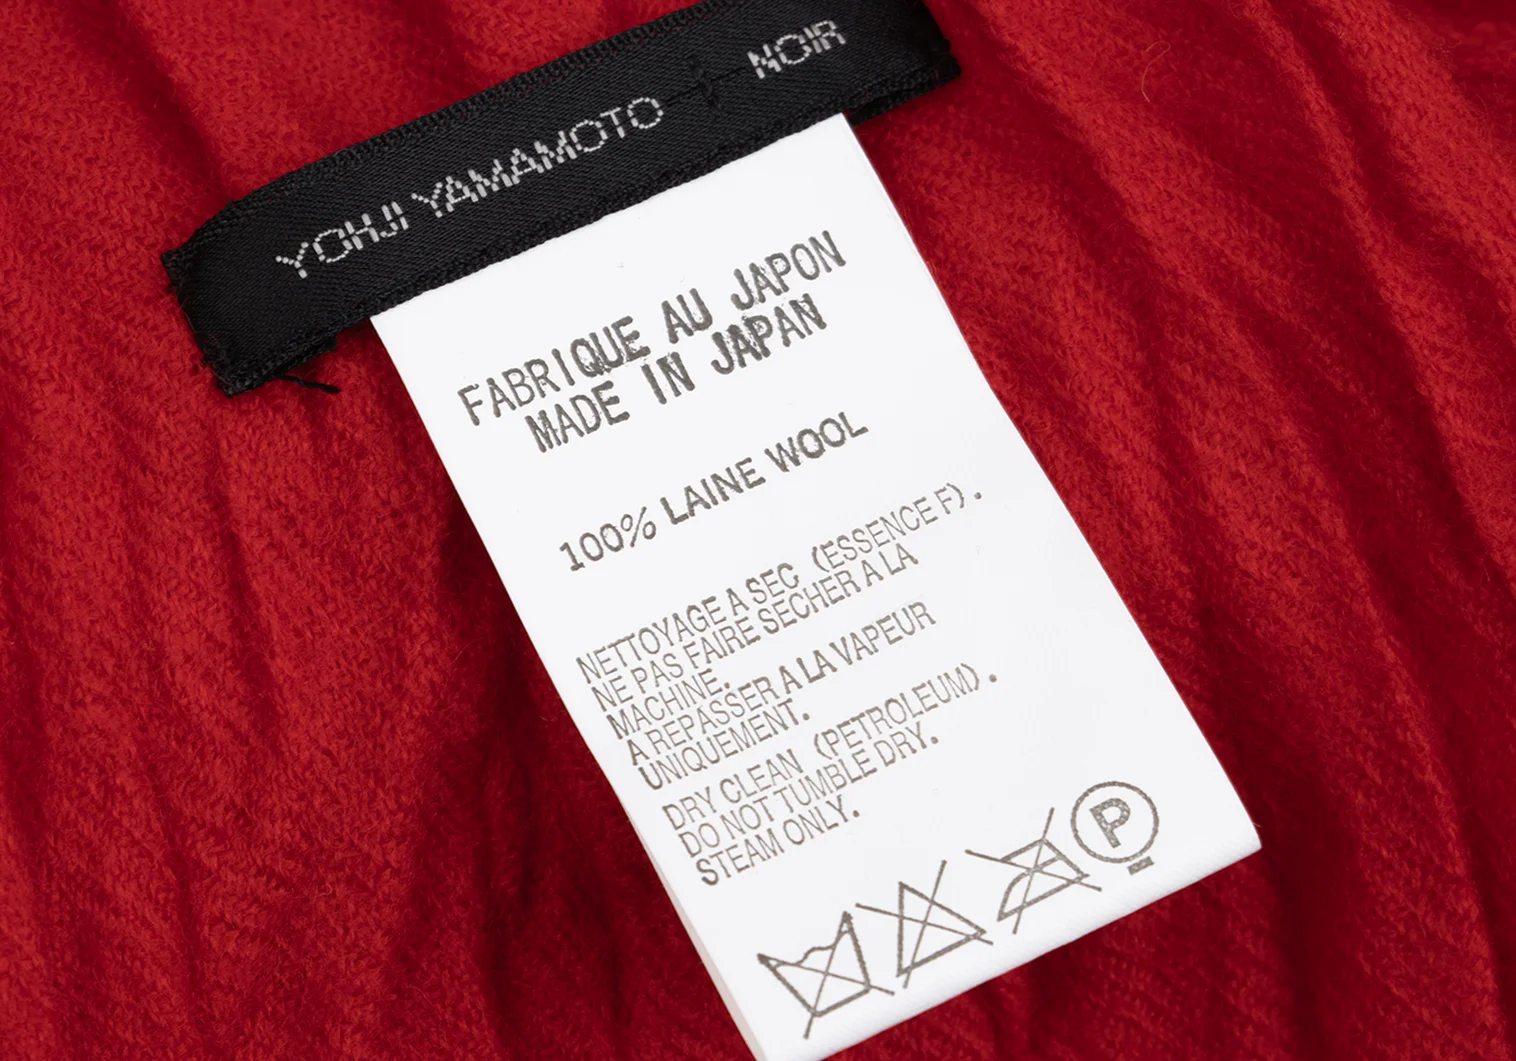 YOHJI YAMAMOTO NOIR
FABRIQUE AU JAPON
MADE IN JAPAN
100% LAINE WOOL
NETTOYAGE A SEC (ESSENCE F).
NE PAS FAIRE SECHER A LA
MACHINE.
A REPASSER A LA VAPEUR
UNIQUEMENT.
DRY CLEAN (PETROLEUM).
DO NOT TUMBLE DRY.
STEAM ONLY.
P